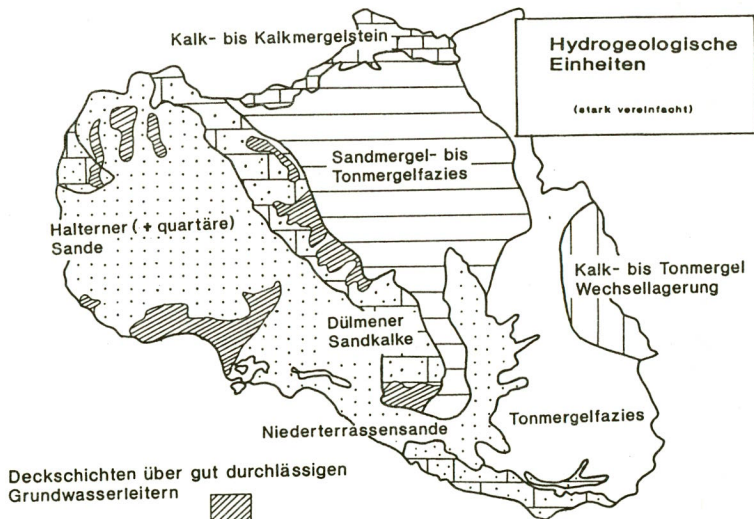 Kalk- bis Kalkmergelstein
Hydrogeologische
Einheiten
(stark vereinfacht)
Sandmergel- bis
Tonmergelfazies
Halterner (+ quartäre)
Sande
Kalk- bis Tonmergel
Wechsellagerung
Dülmener
Sandkalke
Niederterrassensande
Tonmergelfazies
Deckschichten über gut durchlässigen
Grundwasserleitern